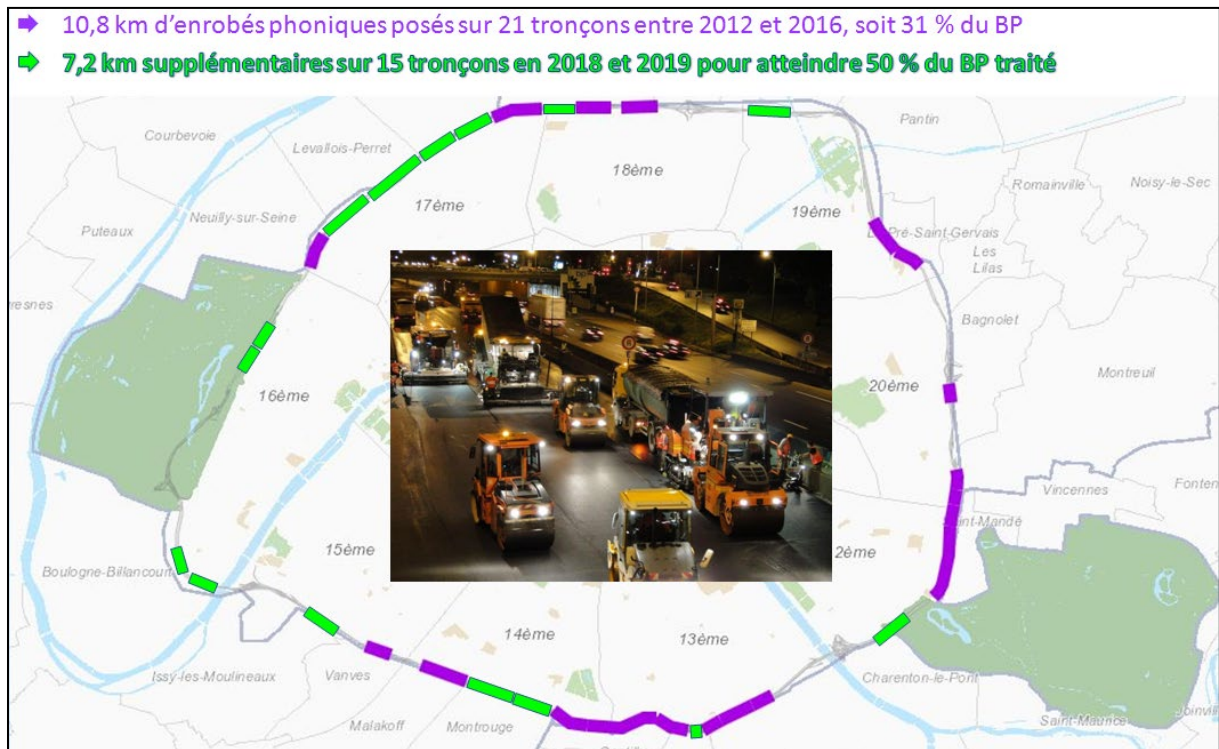 10,8 km d'enrobés phoniques posés sur 21 tronçons entre 2012 et 2016, soit 31 % du BP
7,2 km supplémentaires sur 15 tronçons en 2018 et 2019 pour atteindre 50 % du BP traité
Courbevoie
Levallois-Perret
Pantin
18ème
Romainville
Noisy-le-Sec
17ème
Neuilly-sur-Seine
19ème
Puteaux
Pré-Saint-Gervais
Les
Lilas
Bagnolet
16ème
20ème
Montreuil
Vincennes
Saint-Mandé
15ème
2ème
Boulogne-Billancourt
14ème
13ème
Issy-les-Moulineaux
Vanves
Charenton-le-Pont
Malakoff
Montrouge
Saint-Maurice